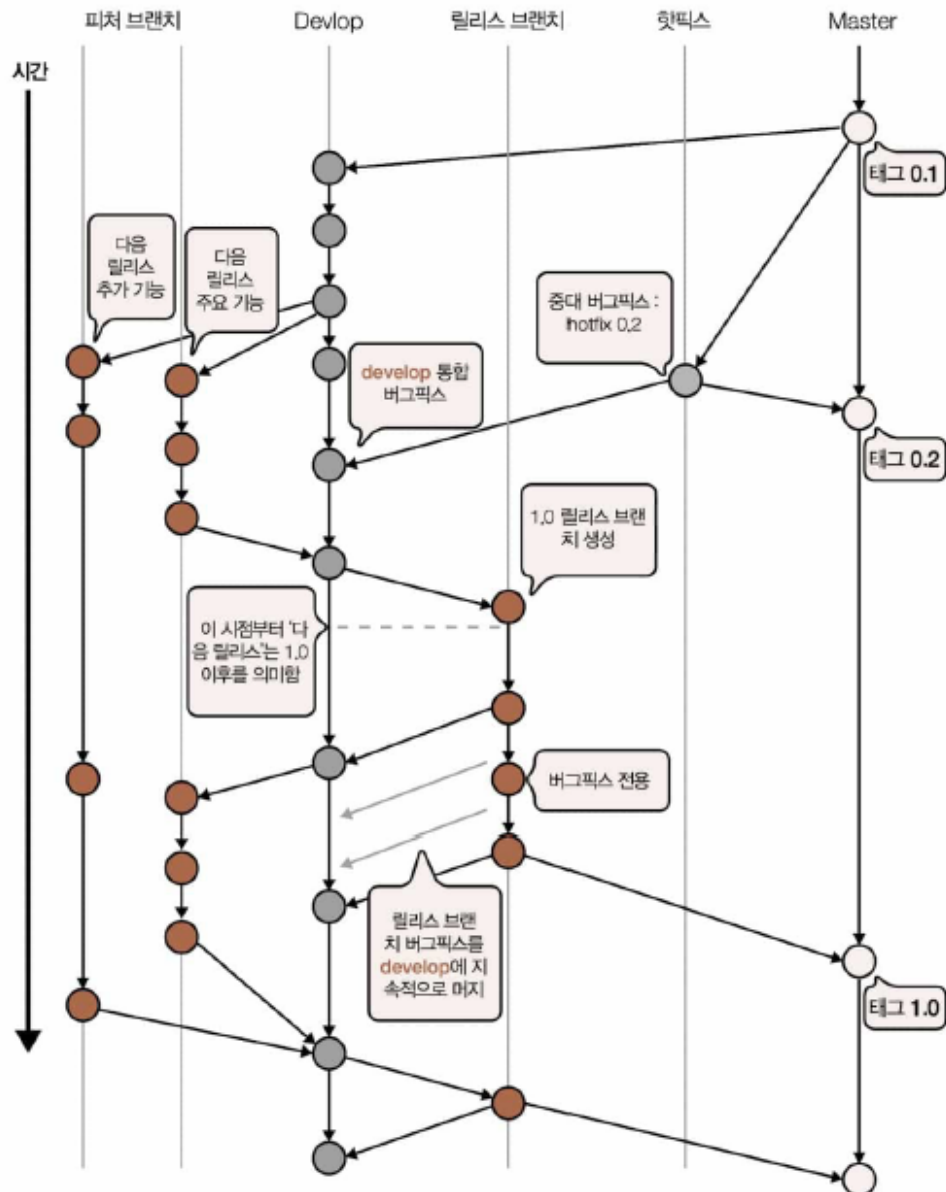 피처 브랜치
Devlop
릴리스 브랜치
핫픽스
Master
시간
태그 0.1
다음
릴리스
추가 기능
다음
릴리스
주요 기능
중대 버그픽스 :
hotfix 0.2
develop 통합
버그픽스
태그 0.2
1.0 릴리스 브랜
치 생성
이 시점부터 '다
음 릴리스'는 1.0
이후를 의미함
버그픽스 전용
릴리스 브랜
치 버그픽스를
develop에 지
속적으로 머지
태그 1.0